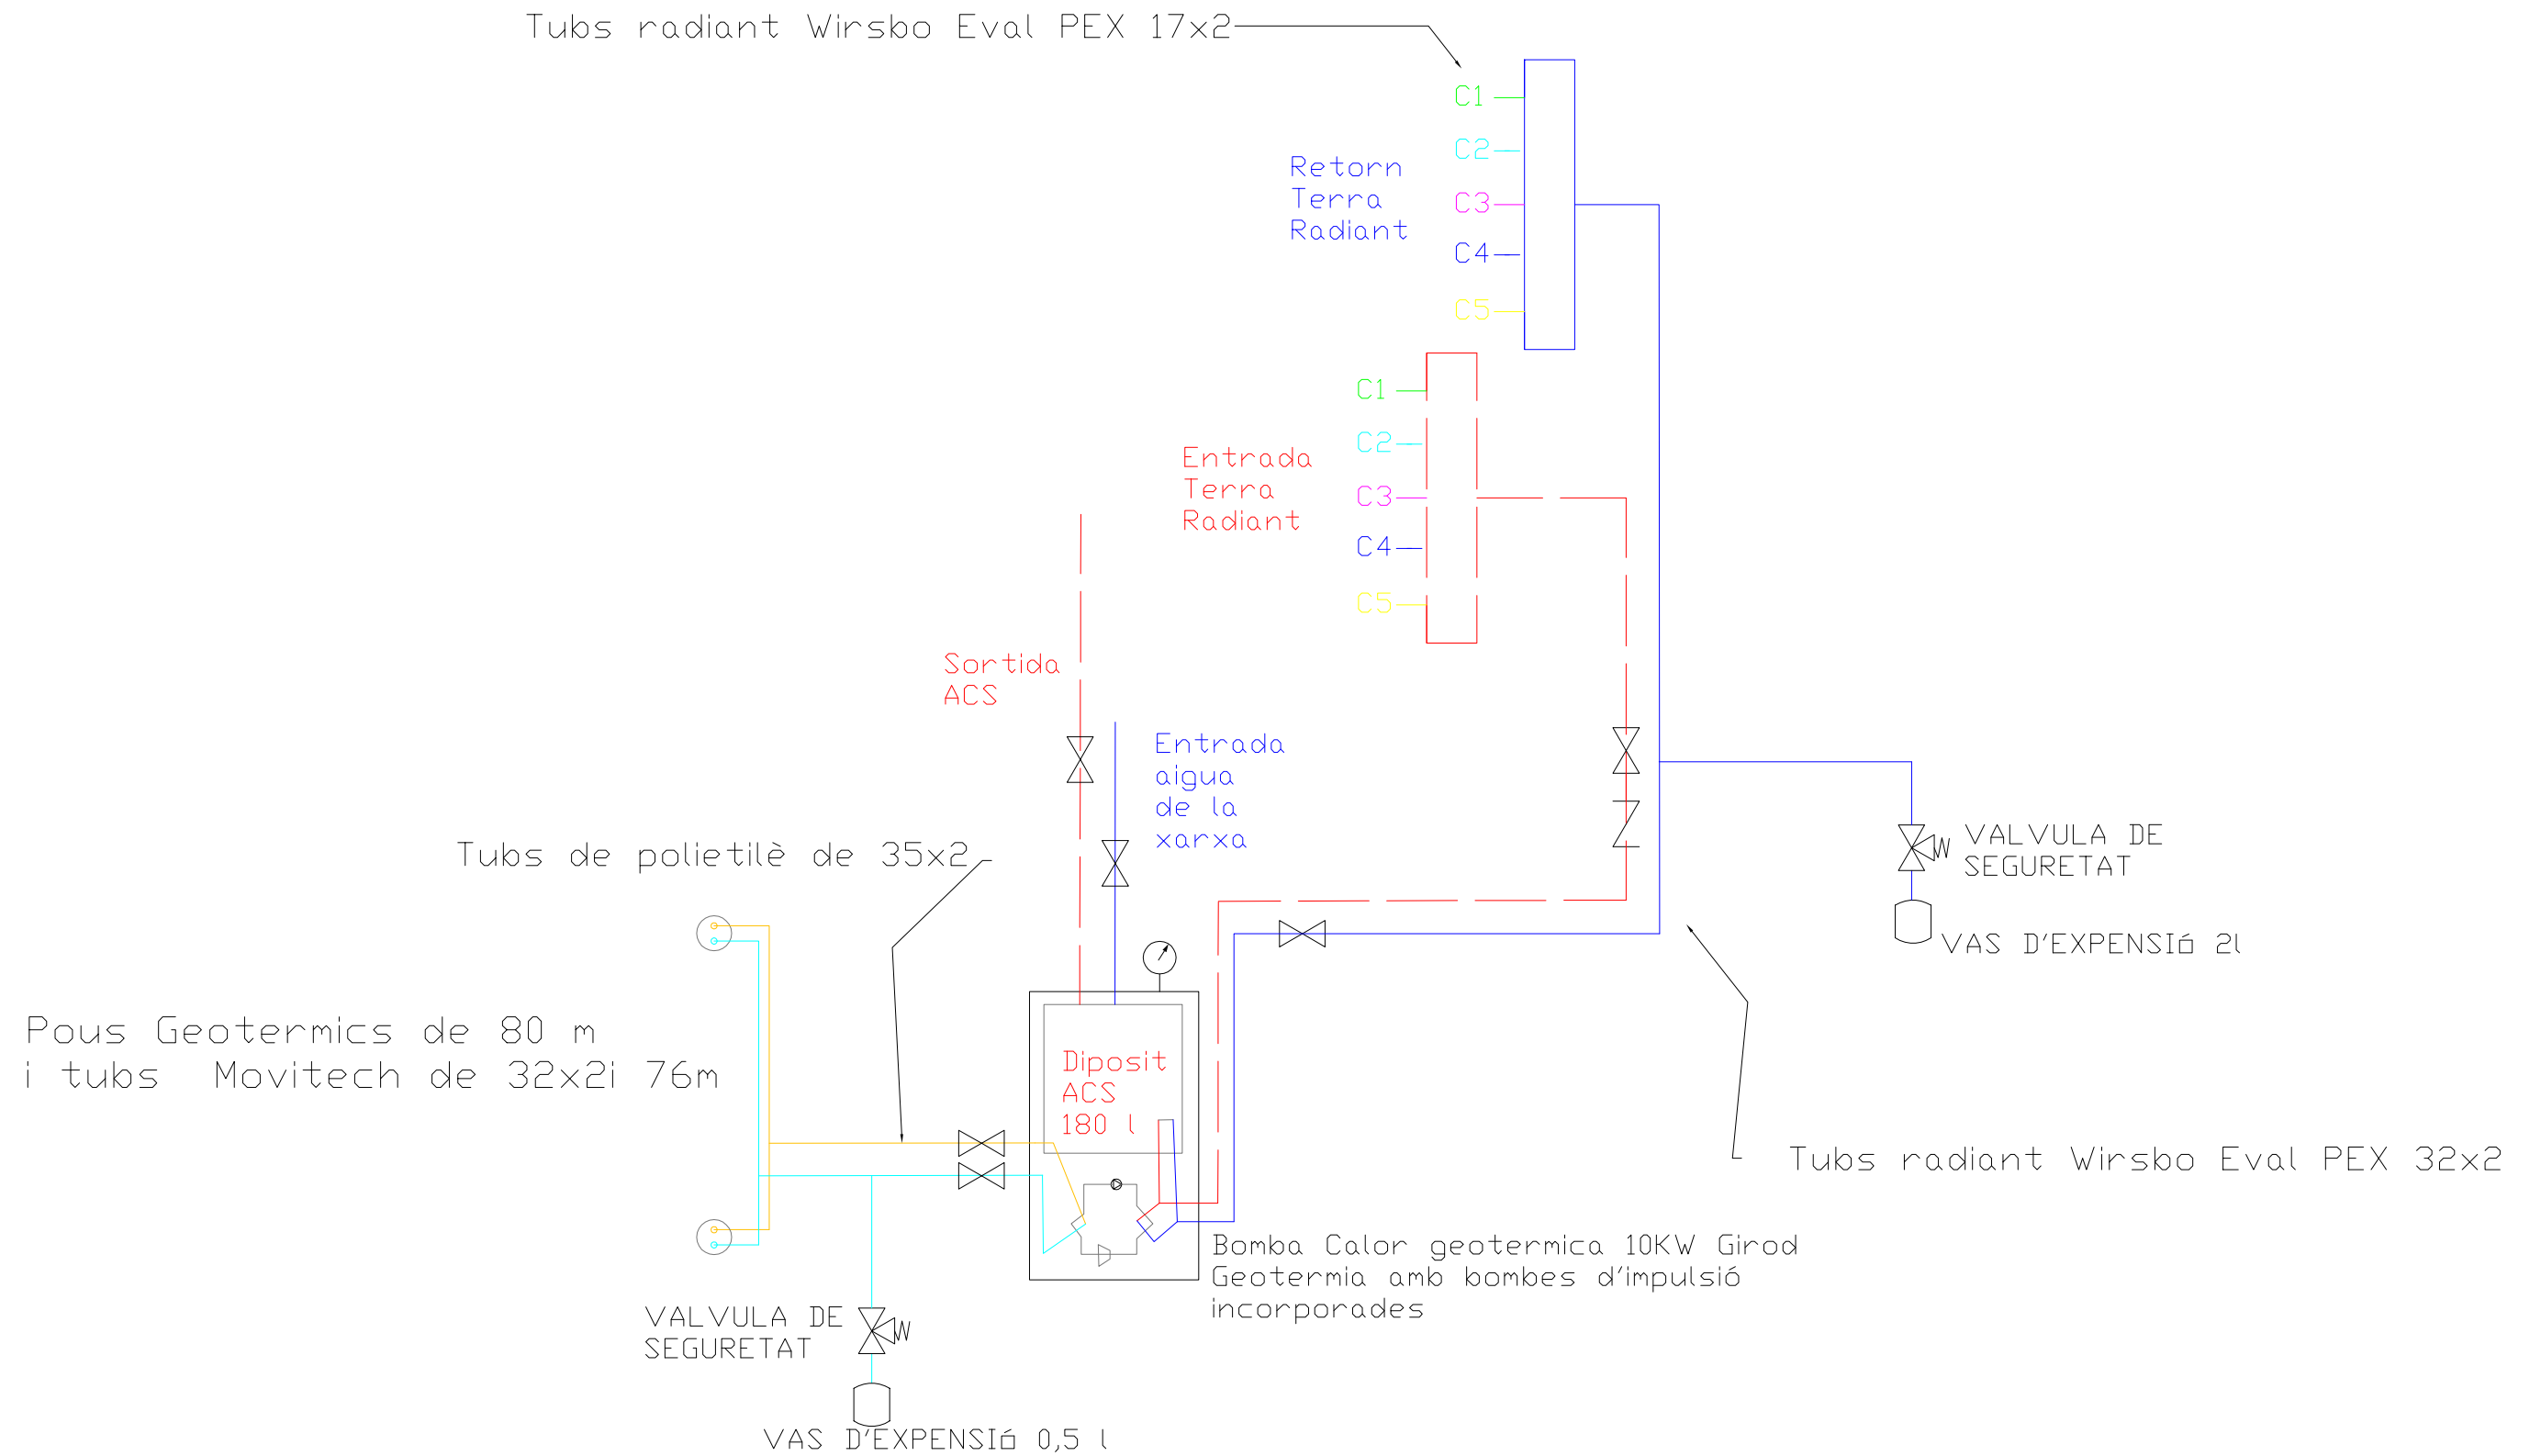 Tubs radiant Wirsbo Eval PEX 17x2
C1
C2
C3
C4
C5
Retorn
Terra
Radiant
C1
C2
C3
C4
C5
Entrada
Terra
Radiant
Sortida
ACS
Entrada
aigua
de la
xarxa
Tubs de polietilè de 35x2
VALVULA DE
SEGURETAT
VAS D'EXPENSIó 2l
Pous Geotermics de 80 m
i tubs  Movitech de 32x2i 76m
Diposit
ACS
180 l
Tubs radiant Wirsbo Eval PEX 32x2
Bomba Calor geotermica 10KW Girod
Geotermia amb bombes d'impulsió
incorporades
VALVULA DE
SEGURETAT
VAS D'EXPENSIó 0,5 l